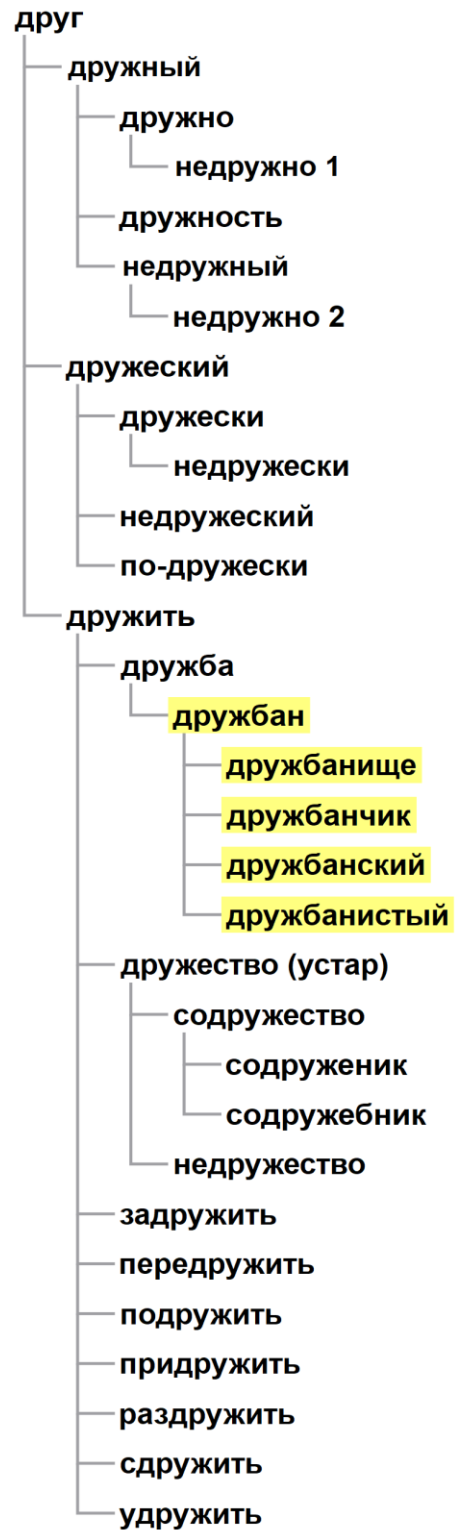 друг
дружный
дружно
недружно 1
дружность
недружный
недружно 2
дружеский
дружески
недружески
недружеский
по-дружески
дружить
дружба
дружбан
дружбанище
дружбанчик
дружбанский
дружбанистый
дружество (устар)
содружество
содруженик
содружебник
недружество
задружить
передружить
подружить
придружить
раздружить
сдружить
удружить